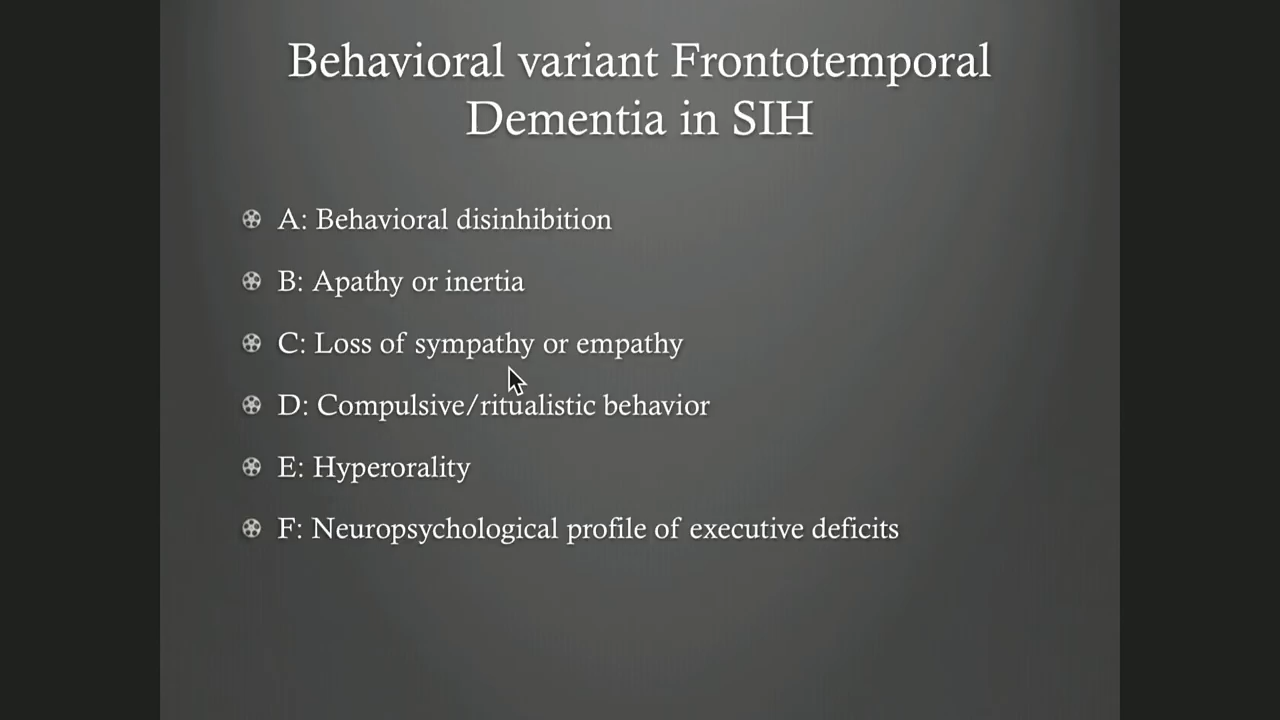 Behavioral variant Frontotemporal
Dementia in SIH
A: Behavioral disinhibition
B: Apathy or inertia
C: Loss of sympathy or empathy
D: Compulsive/ritualistic behavior
E: Hyperorality
F: Neuropsychological profile of executive deficits